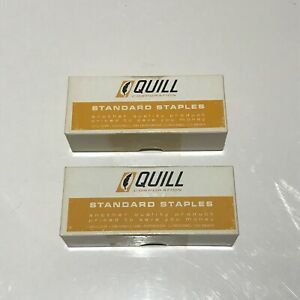 QUILL
CORPORATION
STANDARD STAPLES
another quality product
priced to save you money
QUILL
CORPORATION
STANDARD STAPLES
another quality product
priced to save you money